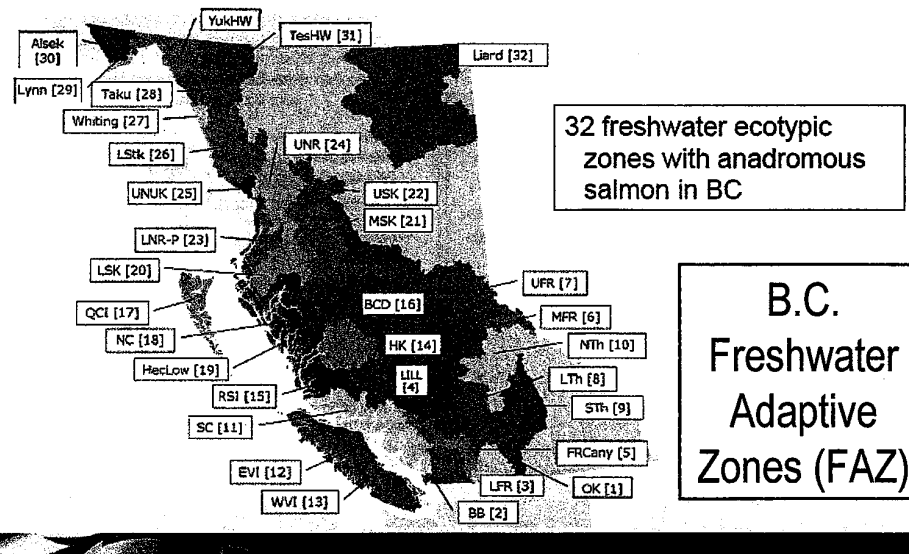 YukHW
Alsek
[30]
TesHW [31]
Liard [32]
Lynn [29]
Taku [28]
Whiting [27]
UNR [24]
LStk [26]
UNUK [25]
USK [22]
MSK [21]
LNR-P [23]
LSK [20]
UFR [7]
QCI [17]
BCD [16]
MFR [6]
NC [18]
HK [14]
NTh [10]
HecLow [19]
LILL
[4]
LTh [8]
RSI [15]
STh [9]
SC [11]
FRCany [5]
EVI [12]
LFR [3]
OK [1]
WVI [13]
BB [2]
32 freshwater ecotypic
zones with anadromous
salmon in BC
B.C.
Freshwater
Adaptive
Zones (FAZ)